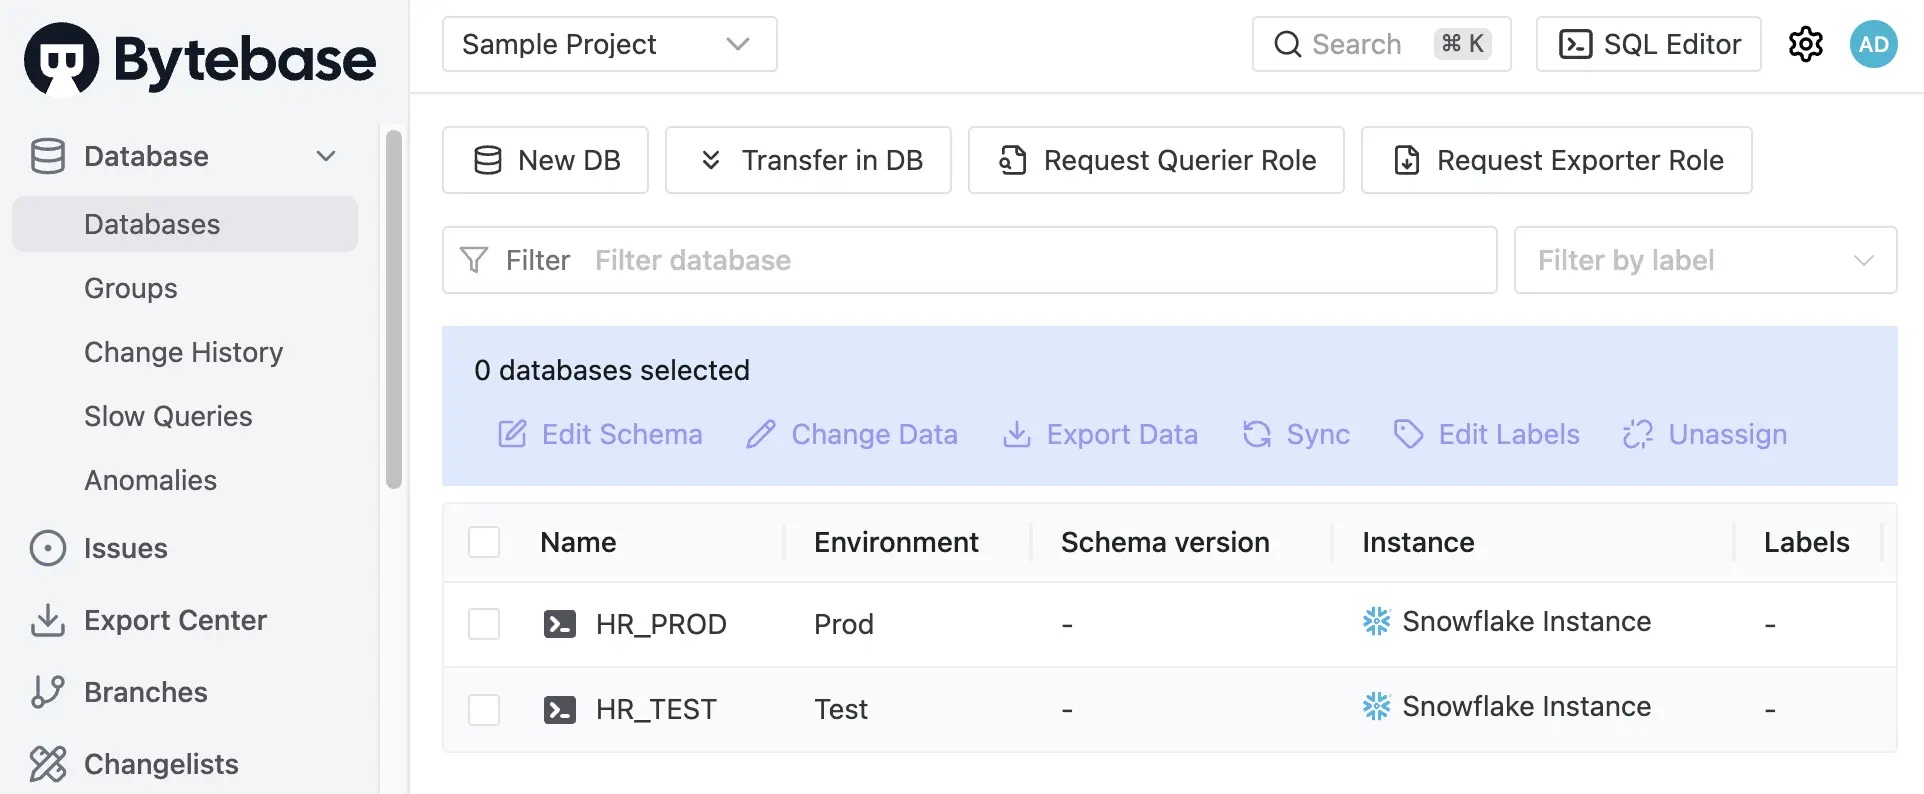 Bytebase
Sample Project
Search ⌘ K
SQL Editor
AD
Database
Databases
Groups
Change History
Slow Queries
Anomalies
Issues
Export Center
Branches
Changelists
New DB
Transfer in DB
Request Querier Role
Request Exporter Role
Filter Filter database
Filter by label
0 databases selected
Edit Schema Change Data Export Data Sync Edit Labels Unassign
Name Environment Schema version Instance Labels
HR_PROD Prod - Snowflake Instance -
HR_TEST Test - Snowflake Instance -